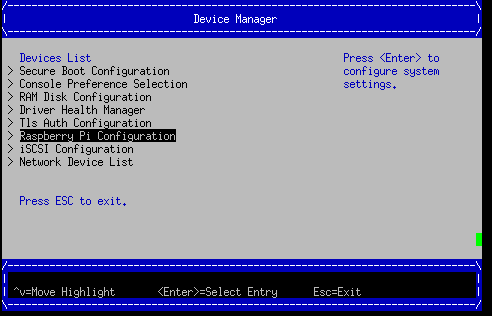 Device Manager
Devices List
Press <Enter> to
> Secure Boot Configuration
configure system
> Console Preference Selection
settings.
> RAM Disk Configuration
> Driver Health Manager
> Tls Auth Configuration
> Raspberry Pi Configuration
> iSCSI Configuration
> Network Device List
Press ESC to exit.
^v=Move Highlight <Enter>=Select Entry Esc=Exit